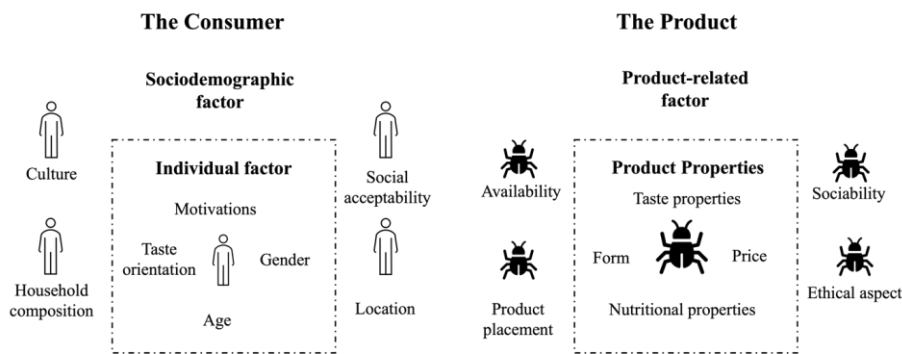 The Consumer
Sociodemographic
factor
Culture
Household
composition
Individual factor
Motivations
Taste
orientation
Gender
Age
Social
acceptability
Location
The Product
Product-related
factor
Availability
Product
placement
Product Properties
Taste properties
Form
Price
Nutritional properties
Sociability
Ethical aspect